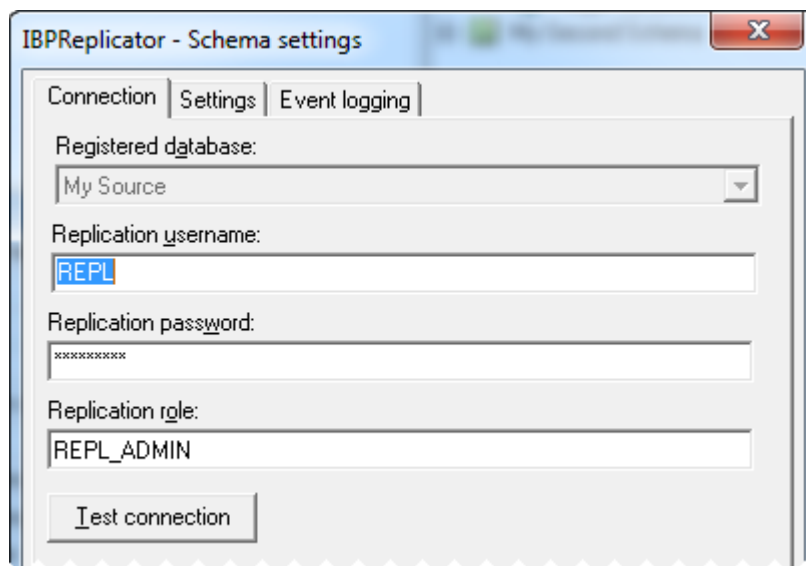 IBPReplicator - Schema settings
Connection Settings Event logging
Registered database:
My Source
Replication username:
REPL
Replication password:
*********
Replication role:
REPL_ADMIN
Test connection